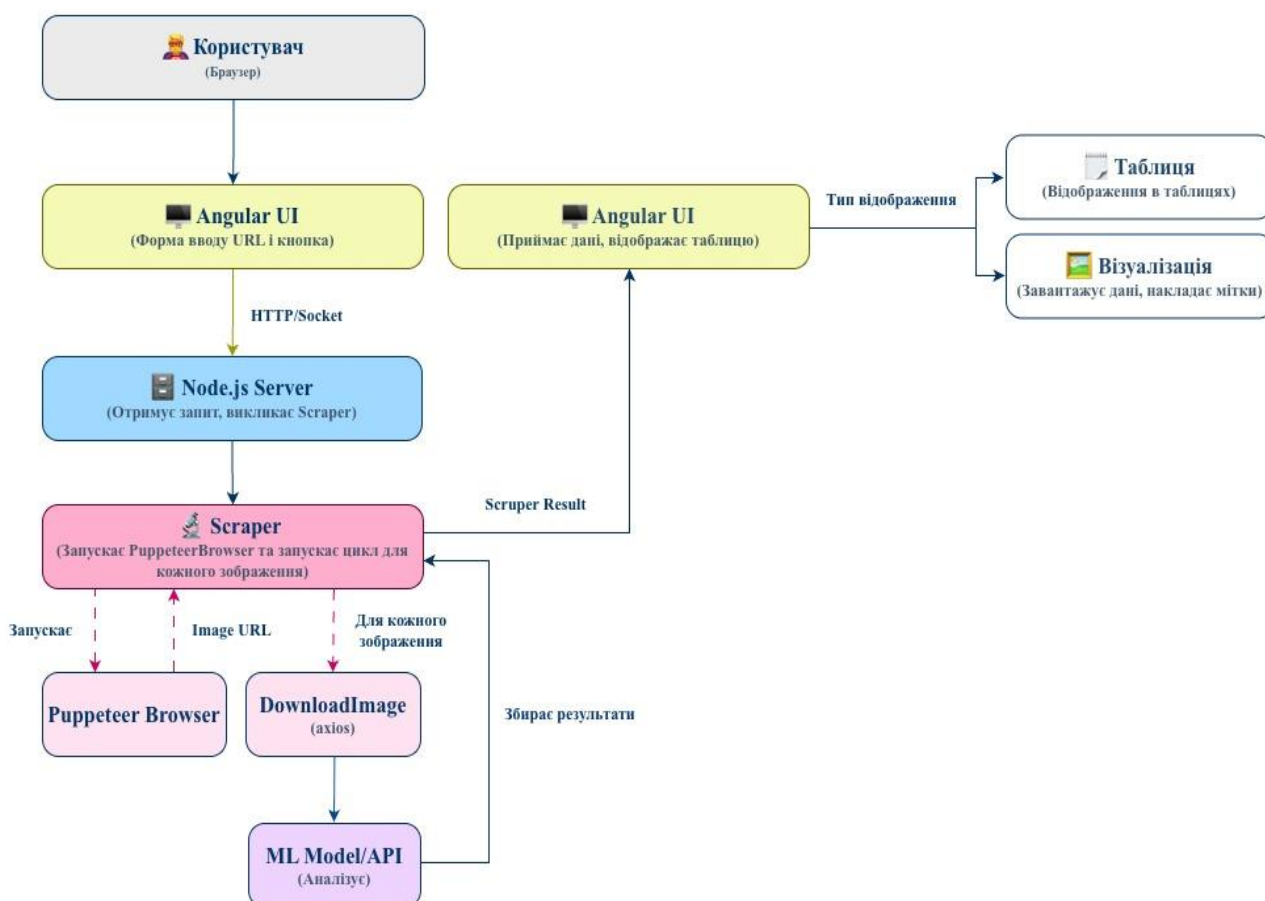 Користувач
(Браузер)
Angular UI
(Форма вводу URL і кнопка)
HTTP/Socket
Node.js Server
(Отримує запит, викликає Scraper)
Scraper
(Запускає PuppeteerBrowser та запускає цикл для
кожного зображення)
Запускає
Image URL
Для кожного
зображення
Puppeteer Browser
DownloadImage
(axios)
ML Model/API
(Аналізує)
Збирає результати
Scruper Result
Angular UI
(Приймає дані, відображає таблицю)
Тип відображення
Таблиця
(Відображення в таблицях)
Візуалізація
(Завантажує дані, накладає мітки)